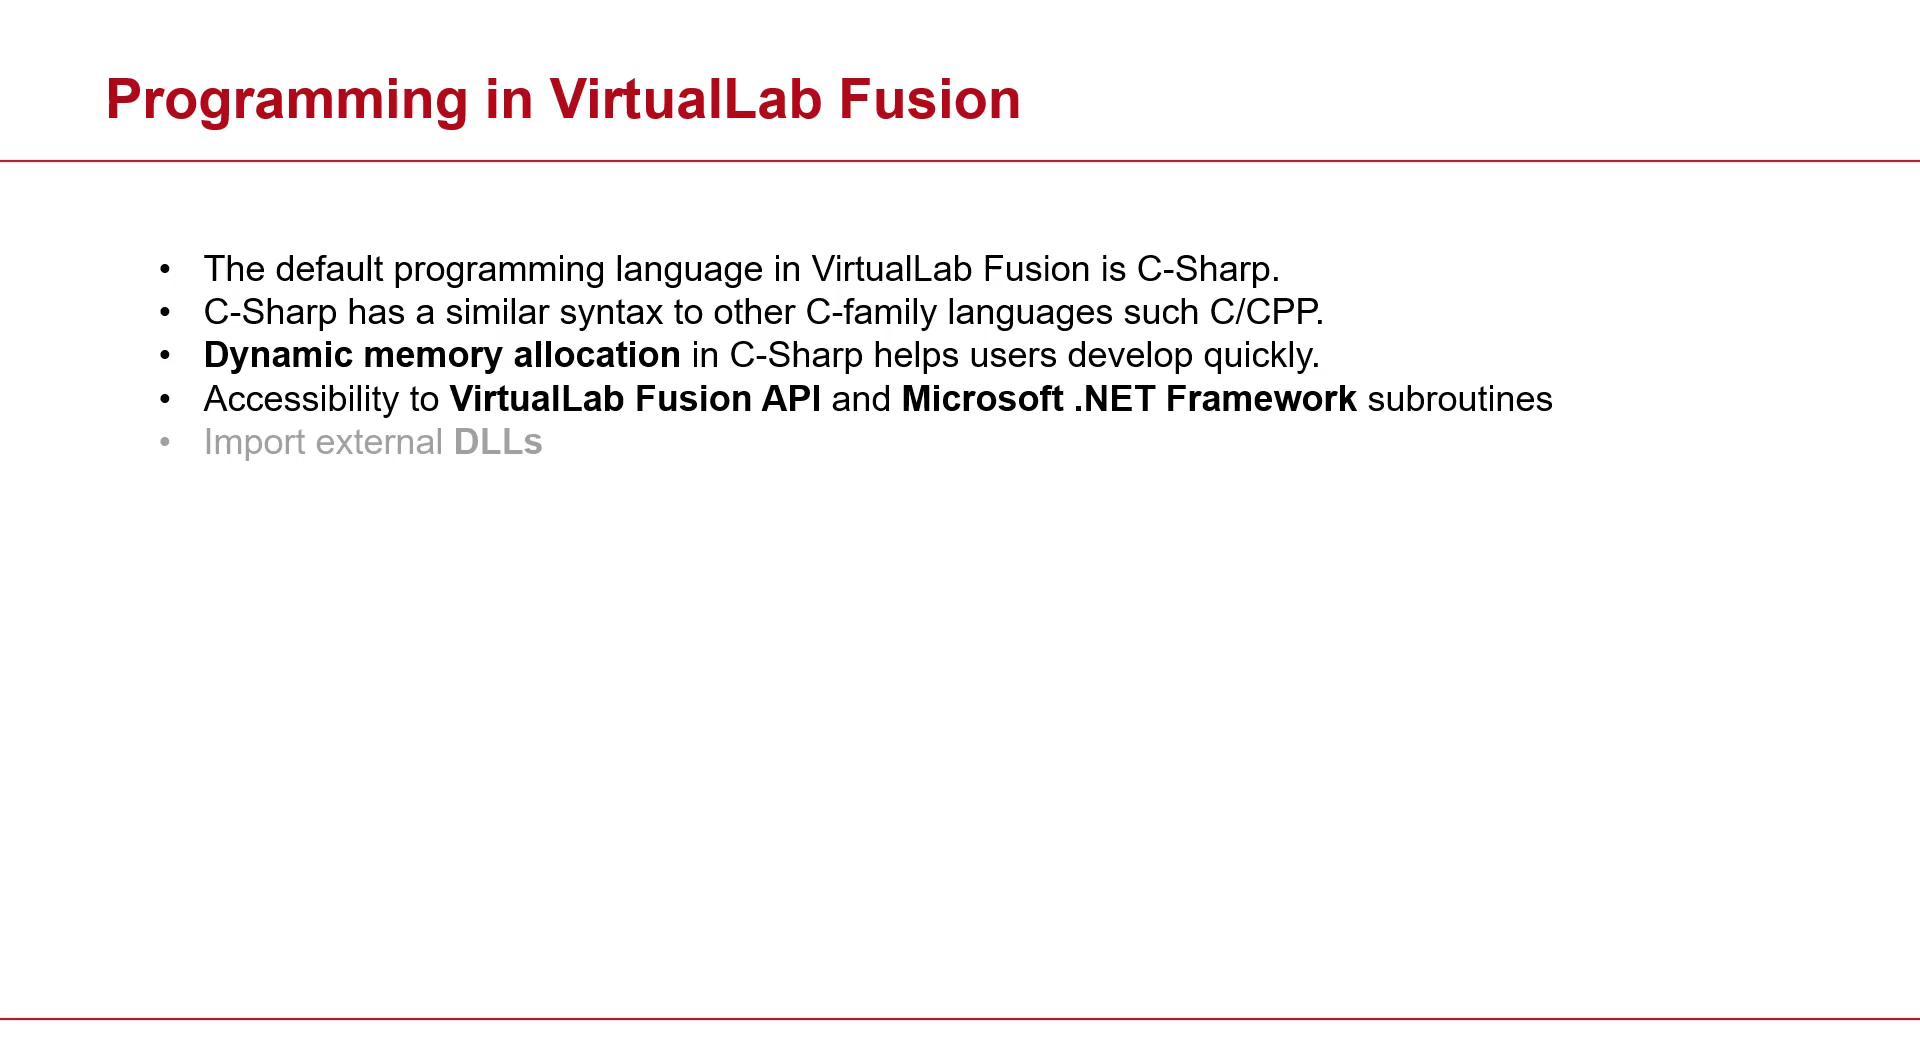 Programming in VirtualLab Fusion
• The default programming language in VirtualLab Fusion is C-Sharp.
• C-Sharp has a similar syntax to other C-family languages such C/CPP.
• Dynamic memory allocation in C-Sharp helps users develop quickly.
• Accessibility to VirtualLab Fusion API and Microsoft .NET Framework subroutines
• Import external DLLs